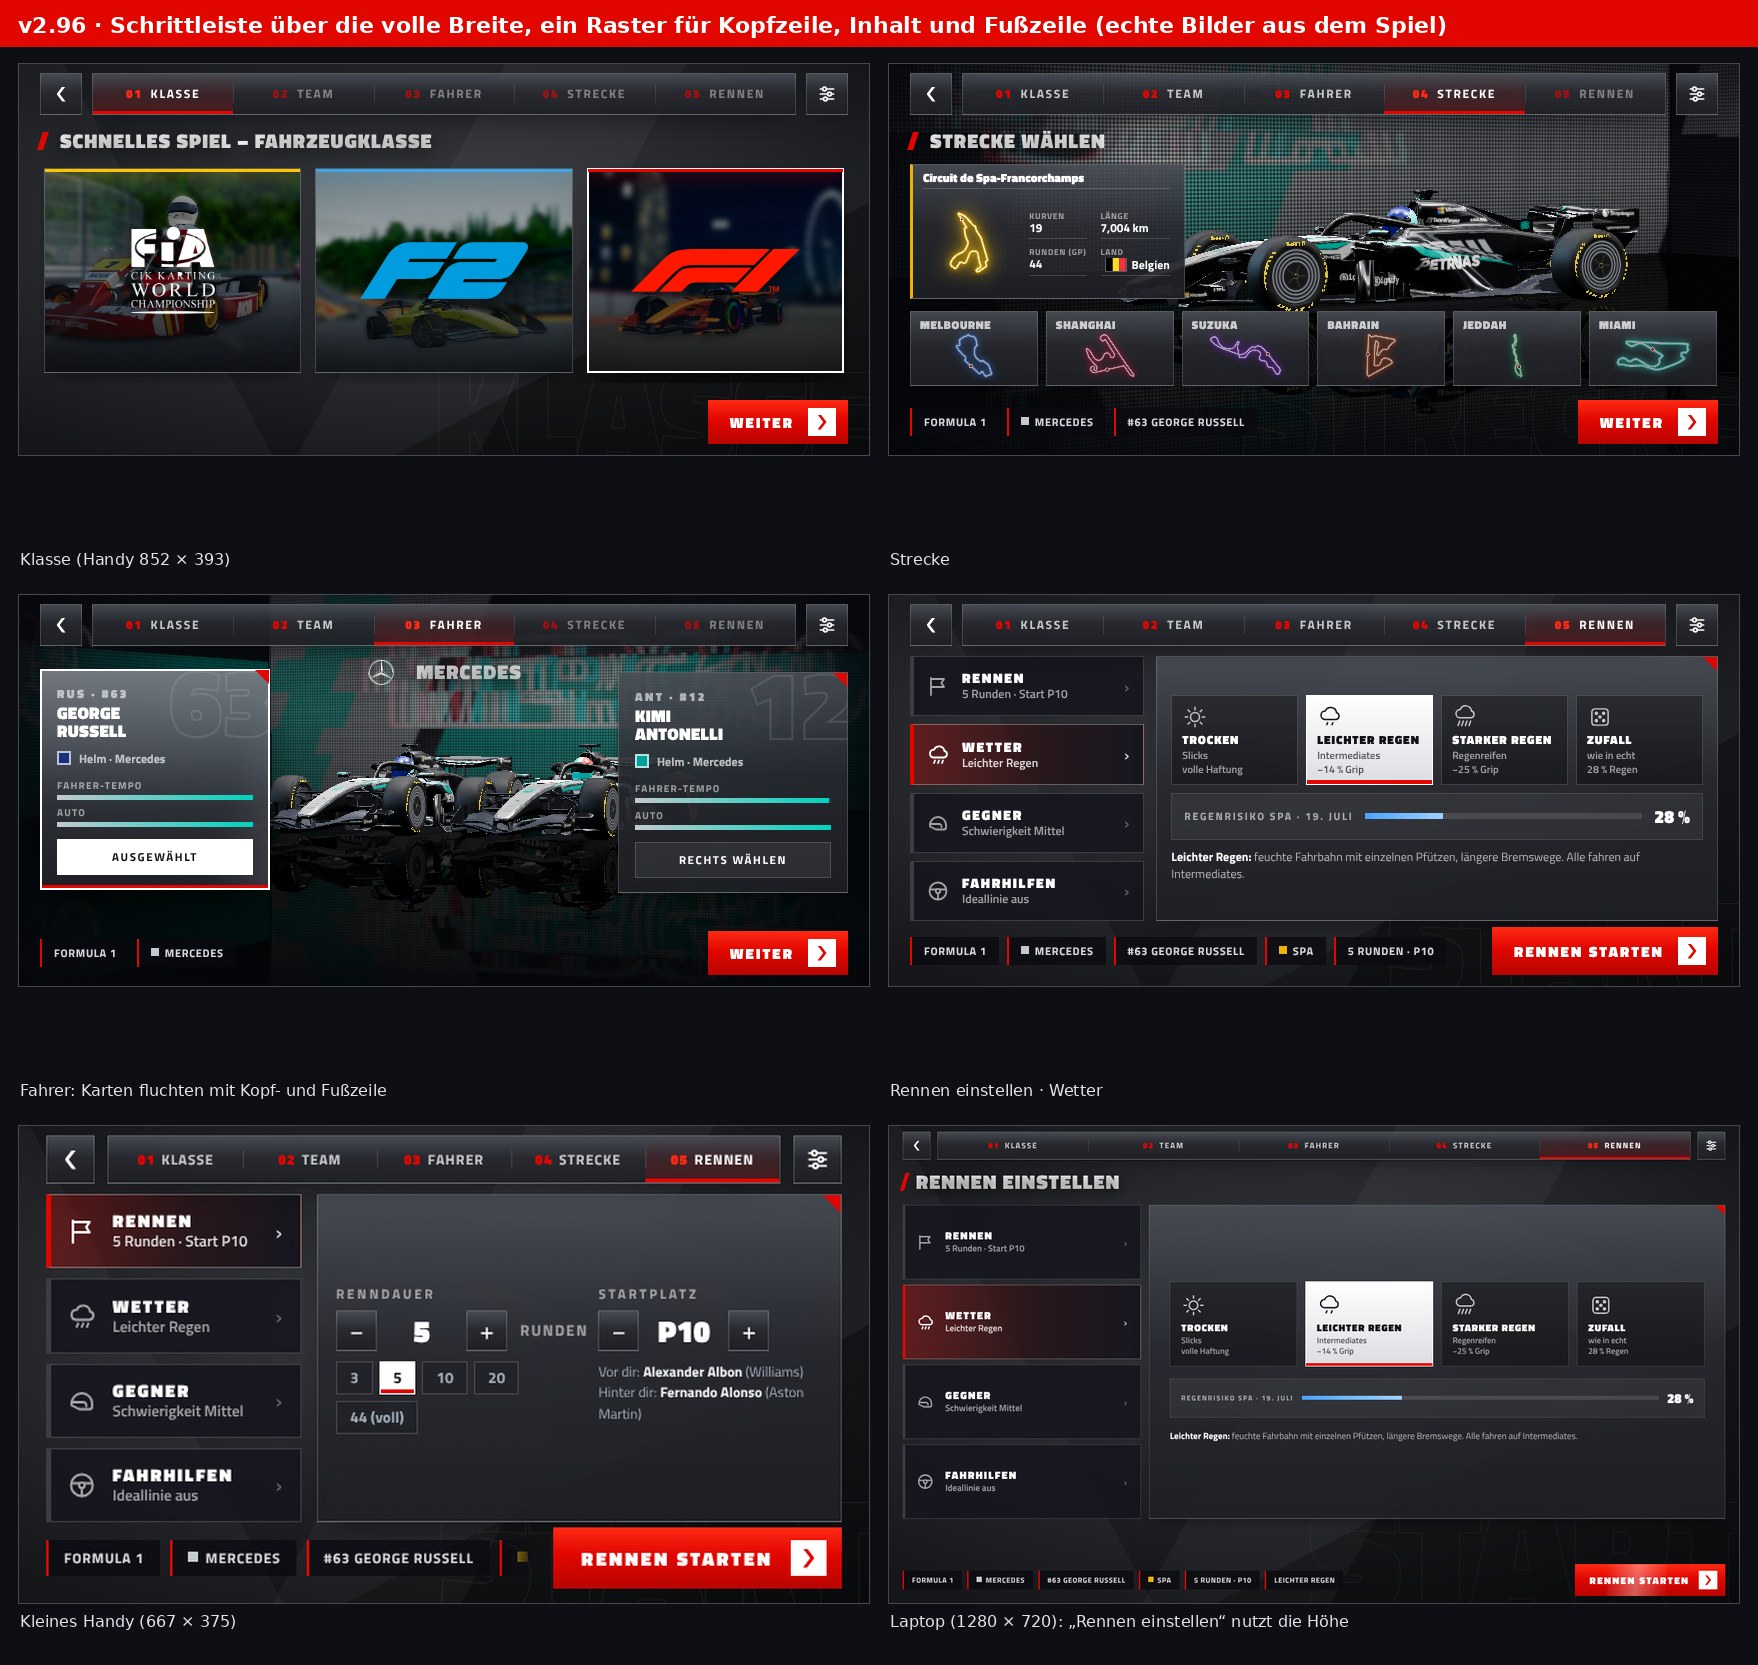 v2.96 · Schrittleiste über die volle Breite, ein Raster für Kopfzeile, Inhalt und Fußzeile (echte Bilder aus dem Spiel)
01 KLASSE 02 TEAM 03 FAHRER 04 STRECKE 05 RENNEN
SCHNELLES SPIEL – FAHRZEUGKLASSE
FiA
CIK KARTING
WORLD
CHAMPIONSHIP
F2
F1
TM
WEITER
Klasse (Handy 852 × 393)
01 KLASSE 02 TEAM 03 FAHRER 04 STRECKE 05 RENNEN
STRECKE WÄHLEN
Circuit de Spa-Francorchamps
KURVEN LÄNGE
19 7,004 km
RUNDEN (GP) LAND
44 Belgien
PETRONAS
MELBOURNE SHANGHAI SUZUKA BAHRAIN JEDDAH MIAMI
FORMULA 1 MERCEDES #63 GEORGE RUSSELL
WEITER
Strecke
01 KLASSE 02 TEAM 03 FAHRER 04 STRECKE 05 RENNEN
MERCEDES
RUS · #63
63
GEORGE
RUSSELL
Helm · Mercedes
FAHRER-TEMPO
AUTO
AUSGEWÄHLT
ANT · #12
12
KIMI
ANTONELLI
Helm · Mercedes
FAHRER-TEMPO
AUTO
RECHTS WÄHLEN
FORMULA 1 MERCEDES
WEITER
Fahrer: Karten fluchten mit Kopf- und Fußzeile
01 KLASSE 02 TEAM 03 FAHRER 04 STRECKE 05 RENNEN
RENNEN
5 Runden · Start P10
WETTER
Leichter Regen
GEGNER
Schwierigkeit Mittel
FAHRHILFEN
Ideallinie aus
TROCKEN
Slicks
volle Haftung
LEICHTER REGEN
Intermediates
−14 % Grip
STARKER REGEN
Regenreifen
−25 % Grip
ZUFALL
wie in echt
28 % Regen
REGENRISIKO SPA · 19. JULI 28 %
Leichter Regen: feuchte Fahrbahn mit einzelnen Pfützen, längere Bremswege. Alle fahren auf
Intermediates.
FORMULA 1 MERCEDES #63 GEORGE RUSSELL SPA 5 RUNDEN · P10
RENNEN STARTEN
Rennen einstellen · Wetter
01 KLASSE 02 TEAM 03 FAHRER 04 STRECKE 05 RENNEN
RENNEN
5 Runden · Start P10
WETTER
Leichter Regen
GEGNER
Schwierigkeit Mittel
FAHRHILFEN
Ideallinie aus
RENNDAUER
− 5 + RUNDEN
3 5 10 20
44 (voll)
STARTPLATZ
− P10 +
Vor dir: Alexander Albon (Williams)
Hinter dir: Fernando Alonso (Aston
Martin)
FORMULA 1 MERCEDES #63 GEORGE RUSSELL
RENNEN STARTEN
Kleines Handy (667 × 375)
01 KLASSE 02 TEAM 03 FAHRER 04 STRECKE 05 RENNEN
RENNEN EINSTELLEN
RENNEN
5 Runden · Start P10
WETTER
Leichter Regen
GEGNER
Schwierigkeit Mittel
FAHRHILFEN
Ideallinie aus
TROCKEN
Slicks
volle Haftung
LEICHTER REGEN
Intermediates
−14 % Grip
STARKER REGEN
Regenreifen
−25 % Grip
ZUFALL
wie in echt
28 % Regen
REGENRISIKO SPA · 19. JULI 28 %
Leichter Regen: feuchte Fahrbahn mit einzelnen Pfützen, längere Bremswege. Alle fahren auf Intermediates.
FORMULA 1 MERCEDES #63 GEORGE RUSSELL SPA 5 RUNDEN · P10 LEICHTER REGEN
RENNEN STARTEN
Laptop (1280 × 720): „Rennen einstellen“ nutzt die Höhe